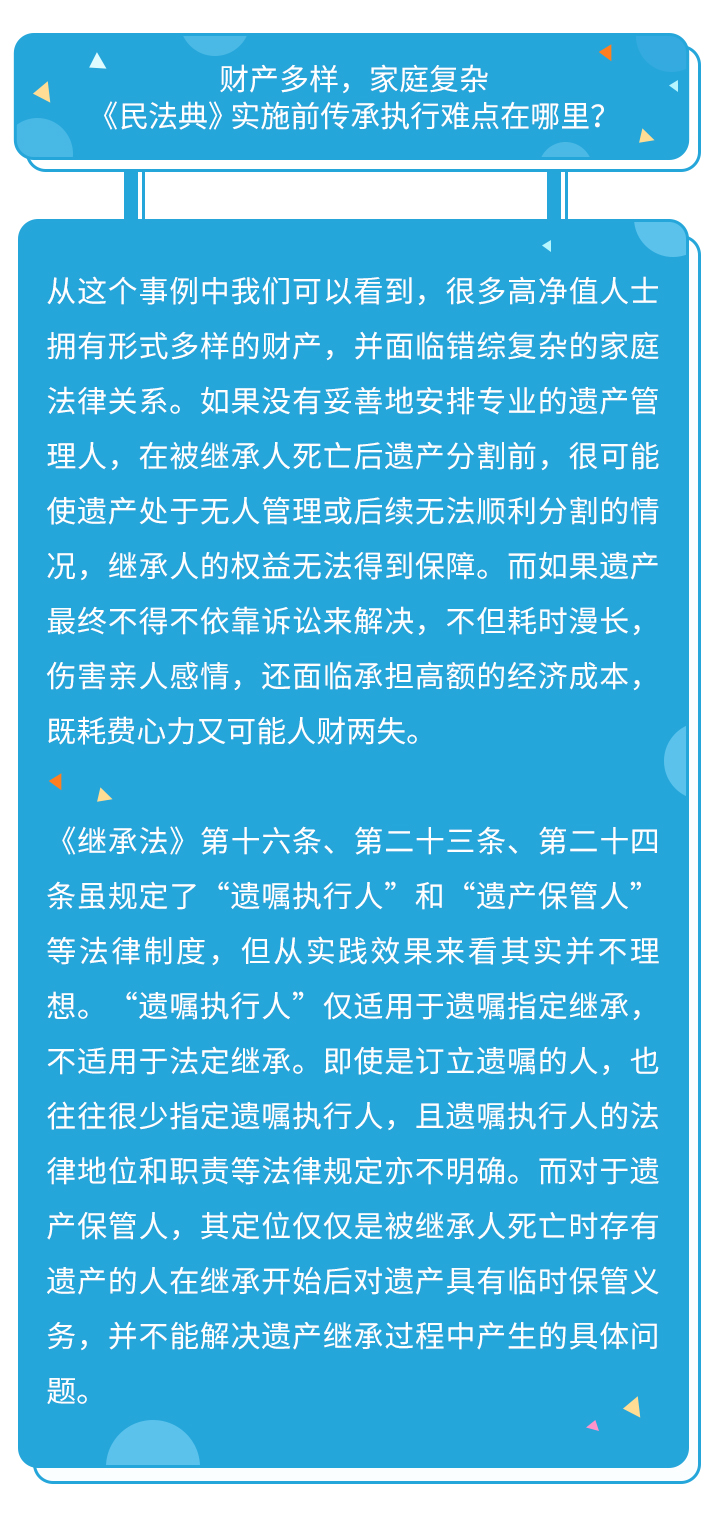 财产多样，家庭复杂
《民法典》实施前传承执行难点在哪里？
从这个事例中我们可以看到，很多高净值人士
拥有形式多样的财产，并面临错综复杂的家庭
法律关系。如果没有妥善地安排专业的遗产管
理人，在被继承人死亡后遗产分割前，很可能
使遗产处于无人管理或后续无法顺利分割的情
况，继承人的权益无法得到保障。而如果遗产
最终不得不依靠诉讼来解决，不但耗时漫长，
伤害亲人感情，还面临承担高额的经济成本，
既耗费心力又可能人财两失。
《继承法》第十六条、第二十三条、第二十四
条虽规定了“遗嘱执行人”和“遗产保管人”
等法律制度，但从实践效果来看其实并不理
想。“遗嘱执行人”仅适用于遗嘱指定继承，
不适用于法定继承。即使是订立遗嘱的人，也
往往很少指定遗嘱执行人，且遗嘱执行人的法
律地位和职责等法律规定亦不明确。而对于遗
产保管人，其定位仅仅是被继承人死亡时存有
遗产的人在继承开始后对遗产具有临时保管义
务，并不能解决遗产继承过程中产生的具体问
题。